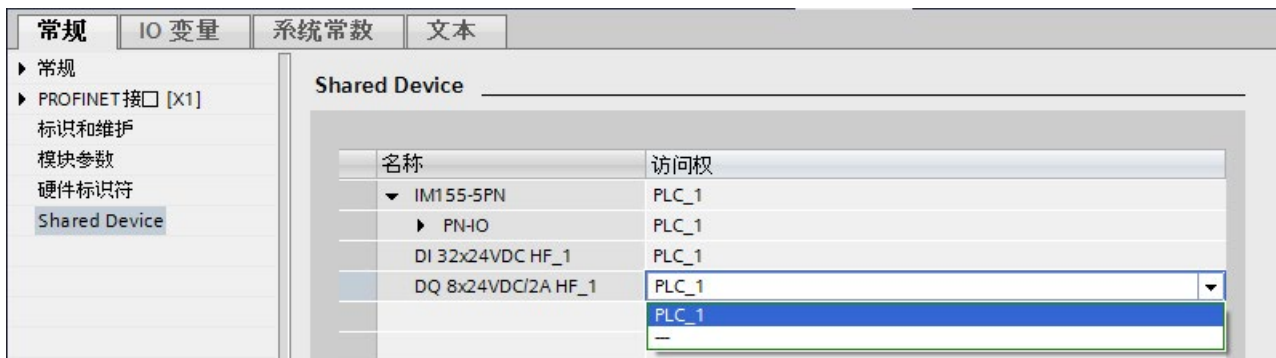 常规 IO 变量 系统常数 文本
常规
PROFINET接口 [X1]
标识和维护
模块参数
硬件标识符
Shared Device
Shared Device
名称 访问权
IM155-5PN PLC_1
PN-IO PLC_1
DI 32x24VDC HF_1 PLC_1
DQ 8x24VDC/2A HF_1 PLC_1
PLC_1
---